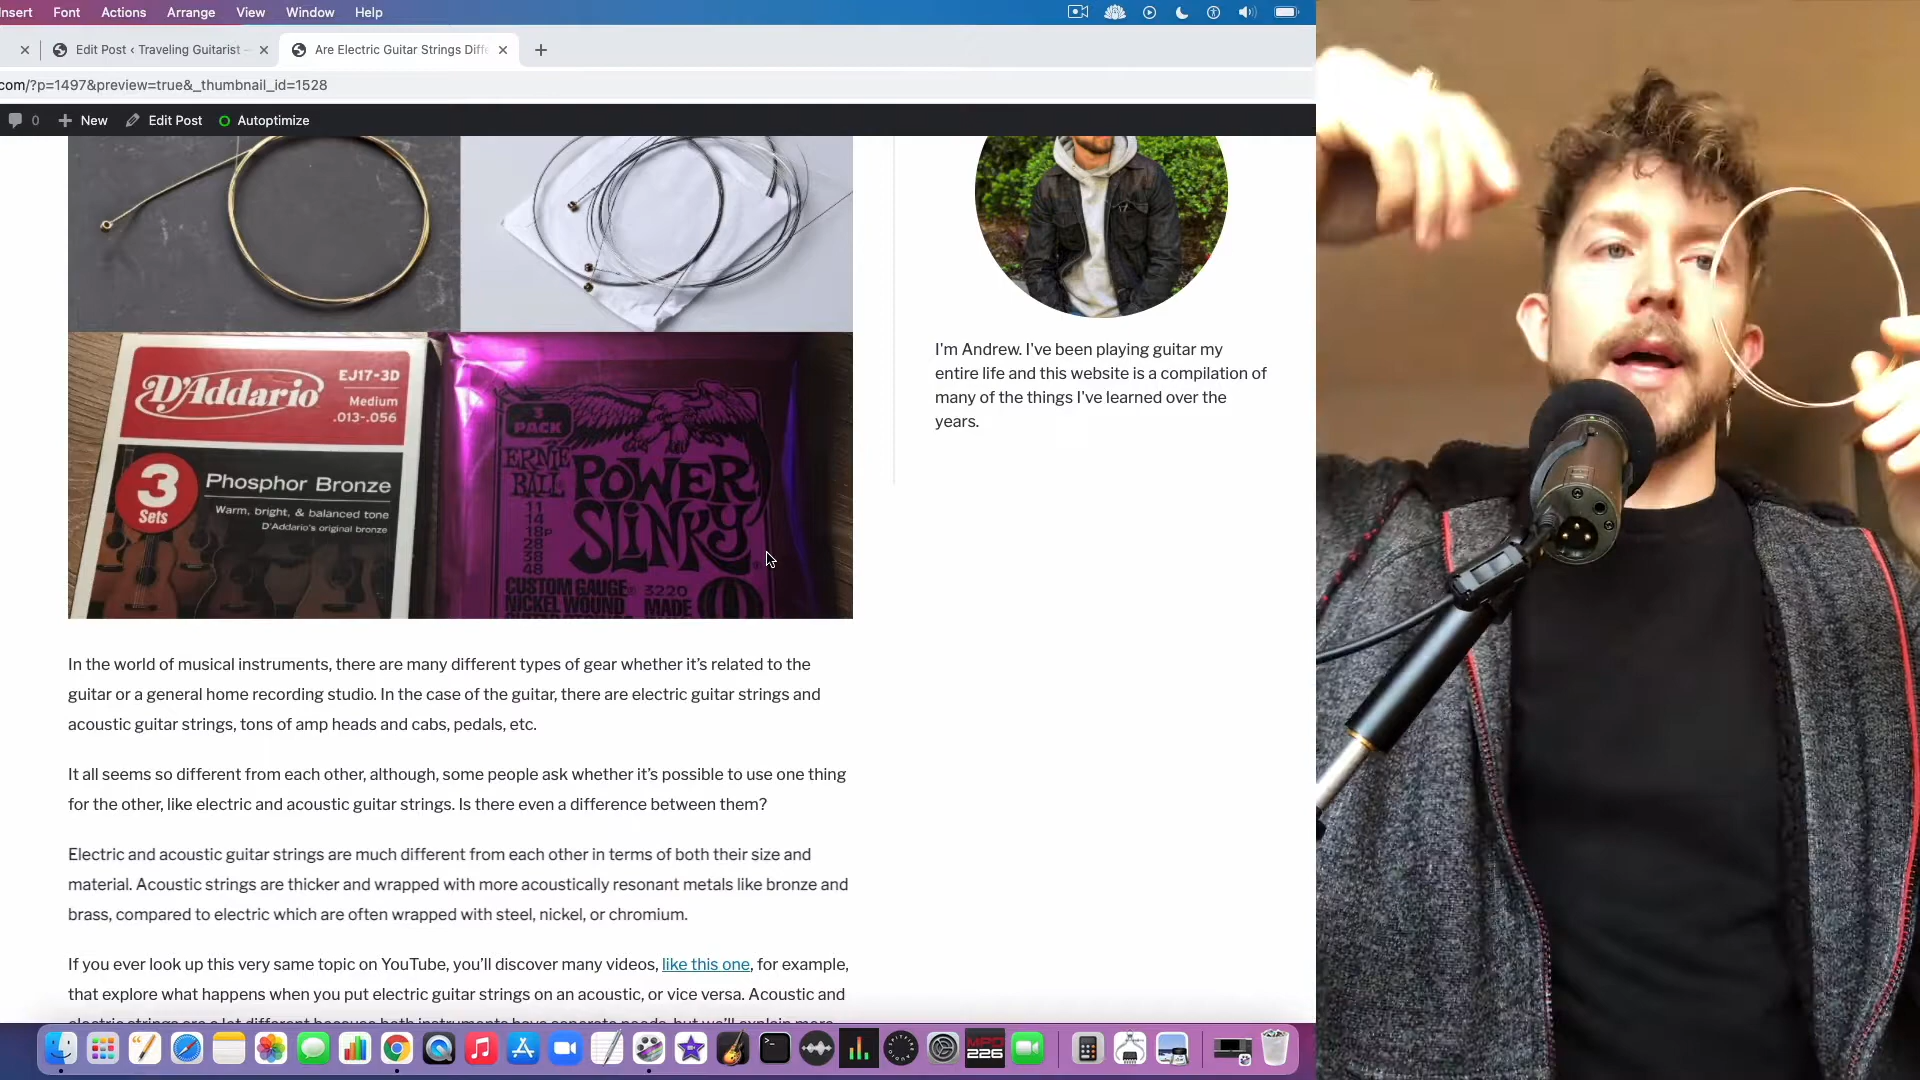 nsert Font Actions Arrange View Window Help
Edit Post ‹ Traveling Guitarist Are Electric Guitar Strings Diffe
com/?p=1497&preview=true&_thumbnail_id=1528
0 New Edit Post Autoptimize
D'Addario
EJ17-3D
Medium
.013-.056
3
Sets
Phosphor Bronze
Warm, bright, & balanced tone
D'Addario's original bronze
3
PACK
ERNIE
BALL
POWER
SLINKY
11
14
18P
28
38
48
CUSTOM GAUGE 3220
NICKEL WOUND MADE
I'm Andrew. I've been playing guitar my
entire life and this website is a compilation of
many of the things I've learned over the
years.
In the world of musical instruments, there are many different types of gear whether it's related to the
guitar or a general home recording studio. In the case of the guitar, there are electric guitar strings and
acoustic guitar strings, tons of amp heads and cabs, pedals, etc.
It all seems so different from each other, although, some people ask whether it's possible to use one thing
for the other, like electric and acoustic guitar strings. Is there even a difference between them?
Electric and acoustic guitar strings are much different from each other in terms of both their size and
material. Acoustic strings are thicker and wrapped with more acoustically resonant metals like bronze and
brass, compared to electric which are often wrapped with steel, nickel, or chromium.
If you ever look up this very same topic on YouTube, you'll discover many videos, like this one, for example,
that explore what happens when you put electric guitar strings on an acoustic, or vice versa. Acoustic and
MPD
226